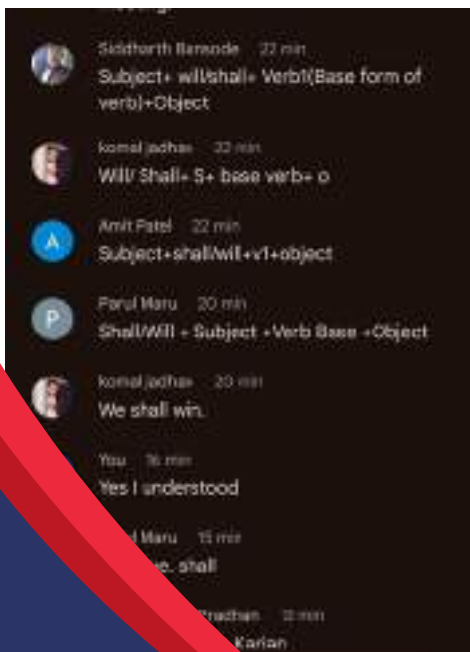 Siddharth Bansode 22 min
Subject+ will/shall+ Verb1(Base form of
verb)+Object
komal jadhav 22 min
Will/ Shall+ S+ base verb+ o
Amit Patel 22 min
Subject+shall/will+v1+object
Parul Maru 20 min
Shall/Will + Subject +Verb Base +Object
komal jadhav 20 min
We shall win.
You 16 min
Yes I understood
Maru 15 min
shall
Pradhan
Karian